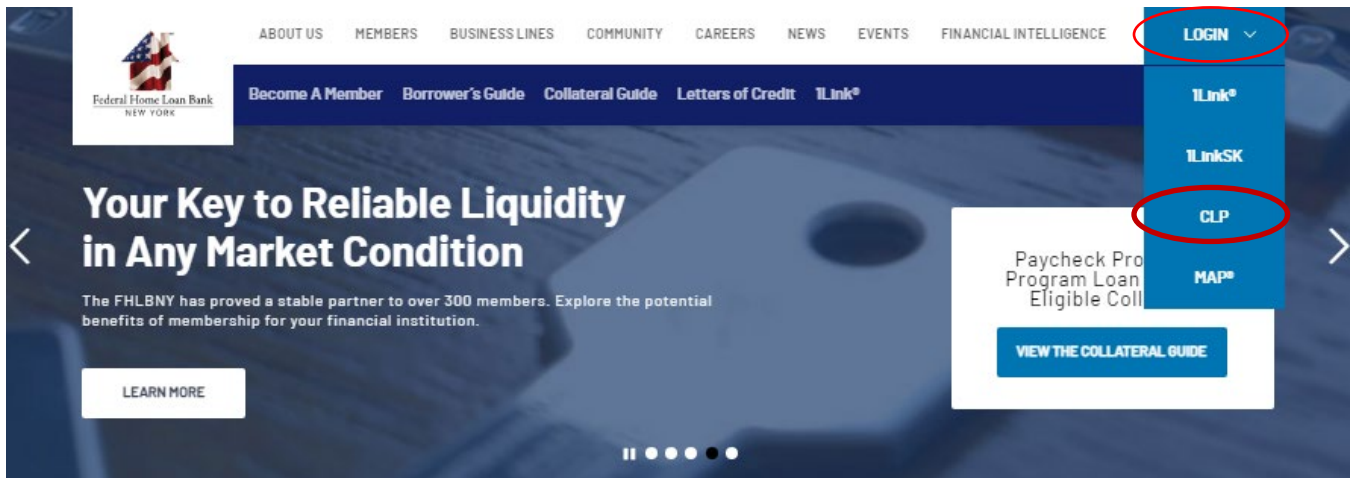 ABOUT US MEMBERS BUSINESS LINES COMMUNITY CAREERS NEWS EVENTS FINANCIAL INTELLIGENCE LOGIN
Federal Home Loan Bank
NEW YORK
Become A Member Borrower's Guide Collateral Guide Letters of Credit 1Link®
1Link®
1LinkSK
CLP
MAP®
Your Key to Reliable Liquidity
in Any Market Condition
The FHLBNY has proved a stable partner to over 300 members. Explore the potential
benefits of membership for your financial institution.
LEARN MORE
Paycheck Pro
Program Loan
Eligible Coll
VIEW THE COLLATERAL GUIDE